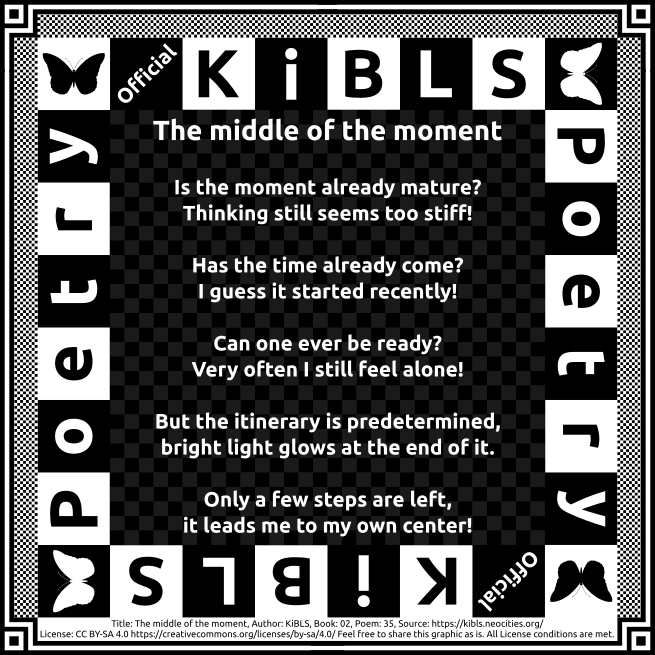 Official KiBLS
Poetry
Poetry
The middle of the moment
Is the moment already mature?
Thinking still seems too stiff!
Has the time already come?
I guess it started recently!
Can one ever be ready?
Very often I still feel alone!
But the itinerary is predetermined,
bright light glows at the end of it.
Only a few steps are left,
it leads me to my own center!
Official KiBLS
Title: The middle of the moment, Author: KiBLS, Book: 02, Poem: 35, Source: https://kibls.neocities.org/
License: CC BY-SA 4.0 https://creativecommons.org/licenses/by-sa/4.0/ Feel free to share this graphic as is. All License conditions are met.